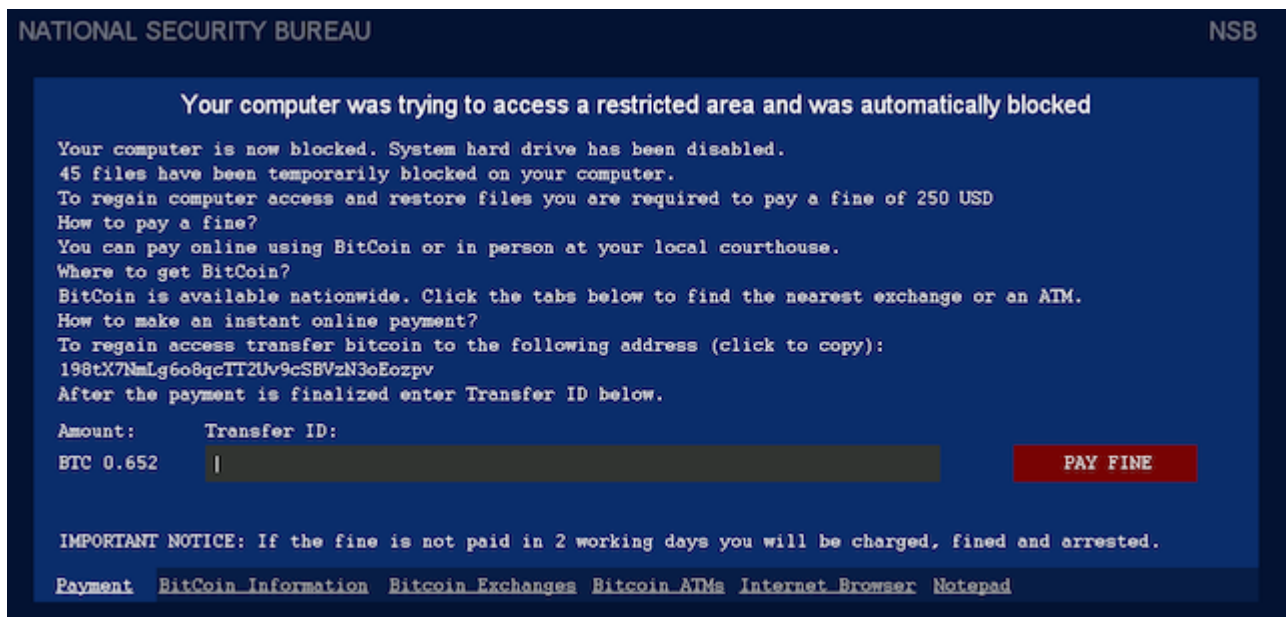 NATIONAL SECURITY BUREAU NSB
Your computer was trying to access a restricted area and was automatically blocked
Your computer is now blocked. System hard drive has been disabled.
45 files have been temporarily blocked on your computer.
To regain computer access and restore files you are required to pay a fine of 250 USD
How to pay a fine?
You can pay online using BitCoin or in person at your local courthouse.
Where to get BitCoin?
BitCoin is available nationwide. Click the tabs below to find the nearest exchange or an ATM.
How to make an instant online payment?
To regain access transfer bitcoin to the following address (click to copy):
198tX7NmLg6o8qcTT2Uv9cSBVzN3oEozpv
After the payment is finalized enter Transfer ID below.
Amount: Transfer ID:
BTC 0.652 PAY FINE
IMPORTANT NOTICE: If the fine is not paid in 2 working days you will be charged, fined and arrested.
Payment BitCoin Information Bitcoin Exchanges Bitcoin ATMs Internet Browser Notepad